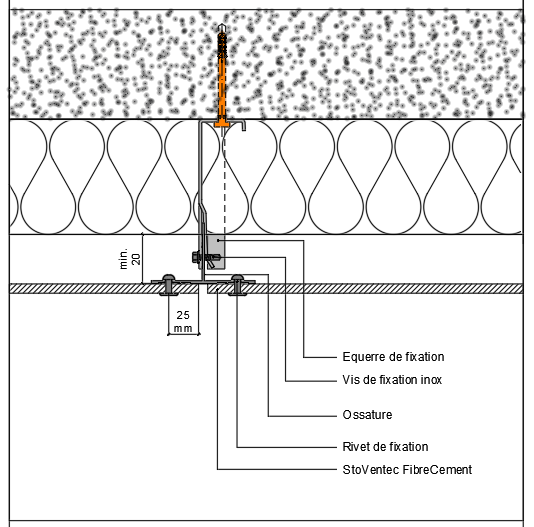 min.
20
25
mm
Equerre de fixation
Vis de fixation inox
Ossature
Rivet de fixation
StoVentec FibreCement